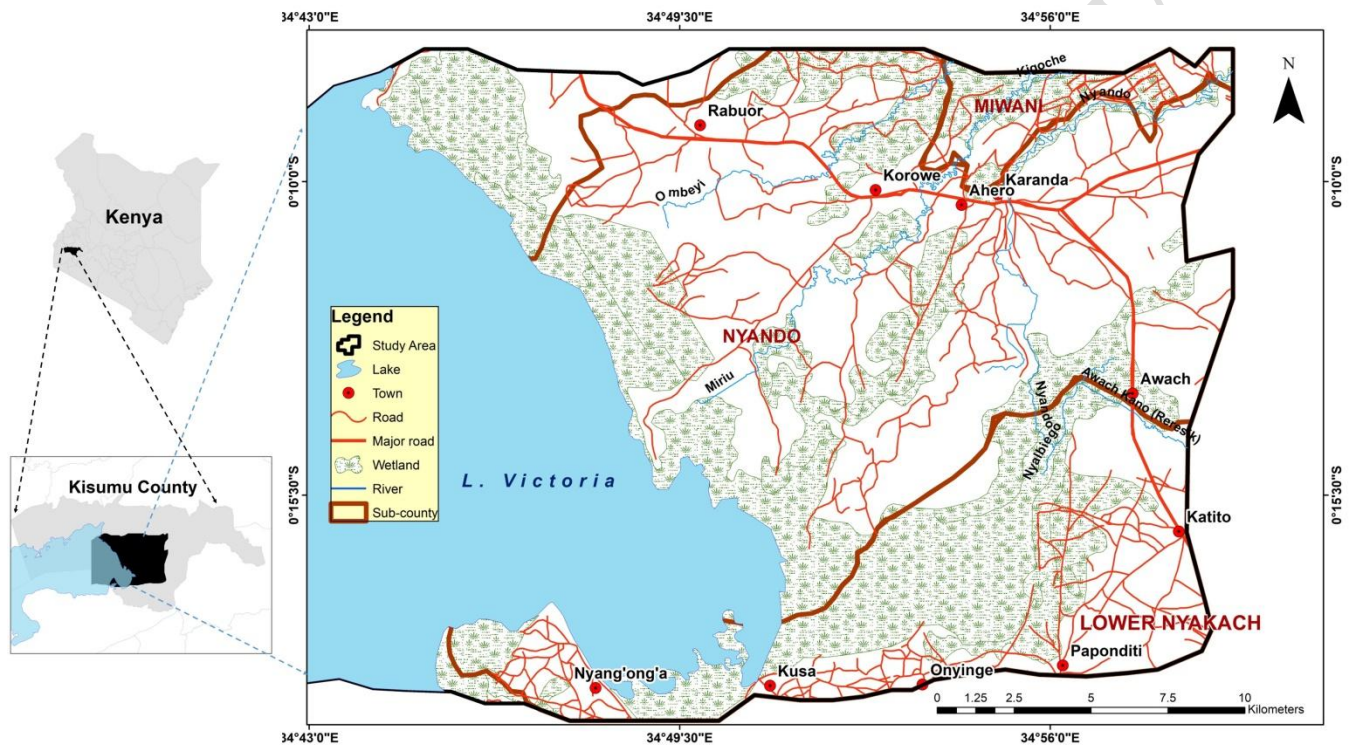 34°43'0"E
34°49'30"E
34°56'0"E
Kenya
Kisumu County
0°10'0"S
0°15'30"S
Kigoche
N
MIWANI
Nyando
Rabuor
Korowe
Karanda
Ahero
O mbeyi
0°10'0"S
Legend
Study Area
Lake
Town
Road
Major road
Wetland
River
Sub-county
NYANDO
Miriu
Awach
Awach Kano (Reresik)
Nyando
Nyaibiego
L. Victoria
0°15'30"S
Katito
LOWER NYAKACH
Paponditi
Nyang'ong'a
Kusa
Onyinge
0 1.25 2.5 5 7.5 10
Kilometers
34°43'0"E
34°49'30"E
34°56'0"E